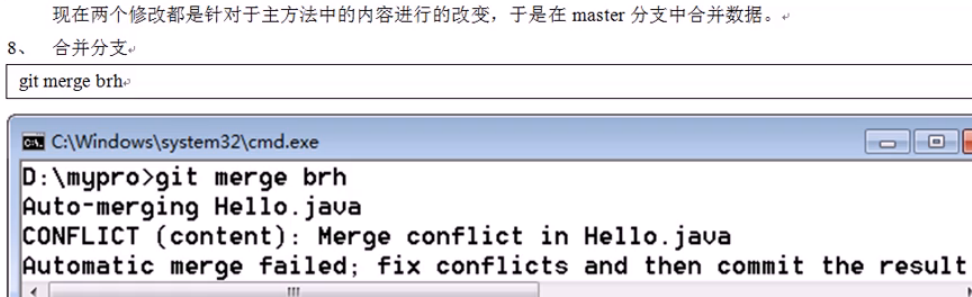 现在两个修改都是针对于主方法中的内容进行的改变，于是在 master 分支中合并数据。
8、 合并分支
git merge brh
C:\Windows\system32\cmd.exe
D:\mypro>git merge brh
Auto-merging Hello.java
CONFLICT (content): Merge conflict in Hello.java
Automatic merge failed; fix conflicts and then commit the result